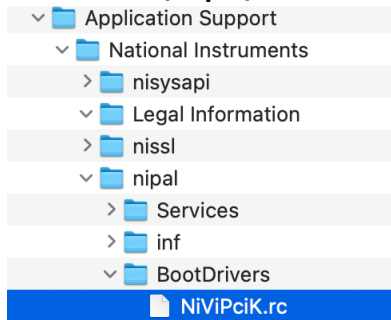 Application Support
National Instruments
nisysapi
Legal Information
nissl
nipal
Services
inf
BootDrivers
NiViPciK.rc